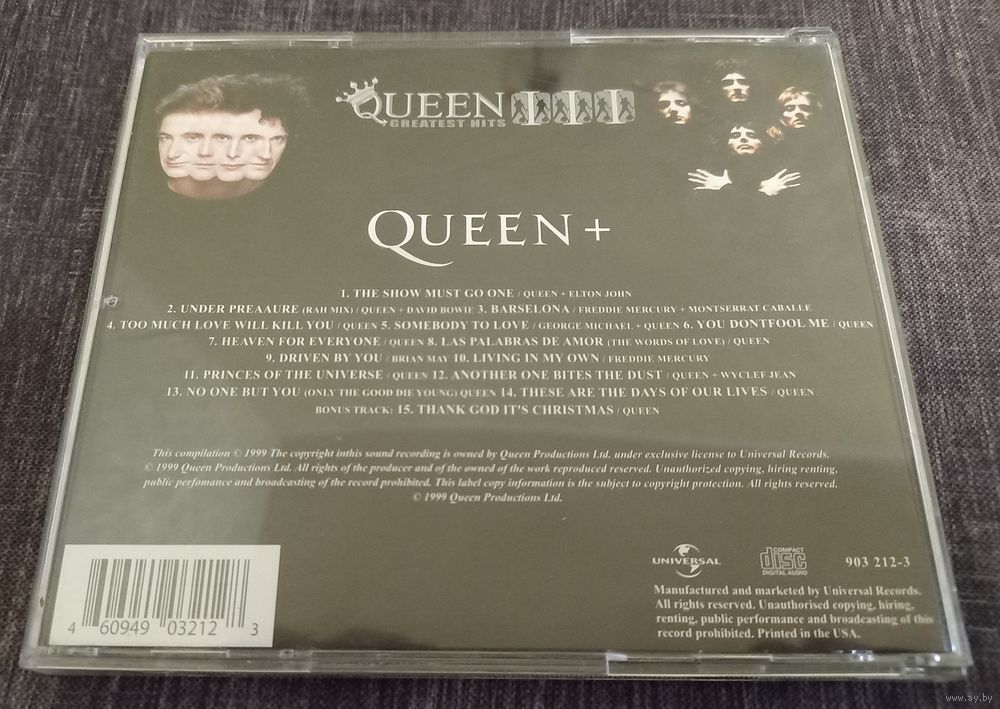 QUEEN III
GREATEST HITS
QUEEN +
1. THE SHOW MUST GO ONE / QUEEN + ELTON JOHN
2. UNDER PREAAURE (RAH MIX) / QUEEN + DAVID BOWIE 3. BARSELONA / FREDDIE MERCURY + MONTSERRAT CABALLE
4. TOO MUCH LOVE WILL KILL YOU / QUEEN 5. SOMEBODY TO LOVE / GEORGE MICHAEL + QUEEN 6. YOU DONTFOOL ME / QUEEN
7. HEAVEN FOR EVERYONE / QUEEN 8. LAS PALABRAS DE AMOR (THE WORDS OF LOVE) / QUEEN
9. DRIVEN BY YOU / BRIAN MAY 10. LIVING IN MY OWN / FREDDIE MERCURY
11. PRINCES OF THE UNIVERSE / QUEEN 12. ANOTHER ONE BITES THE DUST / QUEEN + WYCLEF JEAN
13. NO ONE BUT YOU (ONLY THE GOOD DIE YOUNG) QUEEN 14. THESE ARE THE DAYS OF OUR LIVES / QUEEN
BONUS TRACK: 15. THANK GOD IT'S CHRISTMAS / QUEEN
This compilation © 1999 The copyright inthis sound recording is owned by Queen Productions Ltd. under exclusive license to Universal Records.
© 1999 Queen Productions Ltd. All rights of the producer and of the owned of the work reproduced reserved. Unauthorized copying, hiring renting,
public perfomance and broadcasting of the record prohibited. This label copy information is the subject to copyright protection. All rights reserved.
© 1999 Queen Productions Ltd.
UNIVERSAL
COMPACT
disc
DIGITAL AUDIO
903 212-3
Manufactured and marketed by Universal Records.
All rights reserved. Unauthorised copying, hiring,
renting, public performance and broadcasting of this
record prohibited. Printed in the USA.
4 60949 03212 3
www.ay.by